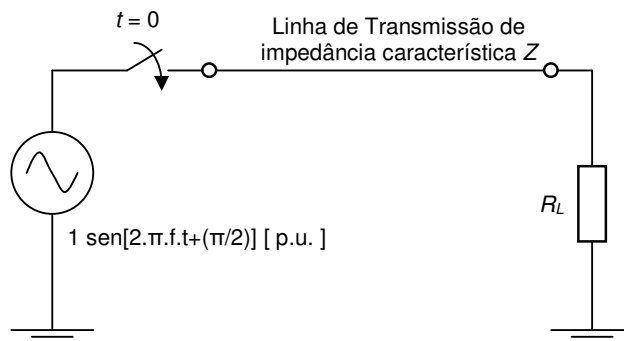 t = 0
Linha de Transmissão de
impedância característica Z
R_L
1 sen[2.π.f.t+(π/2)] [ p.u. ]